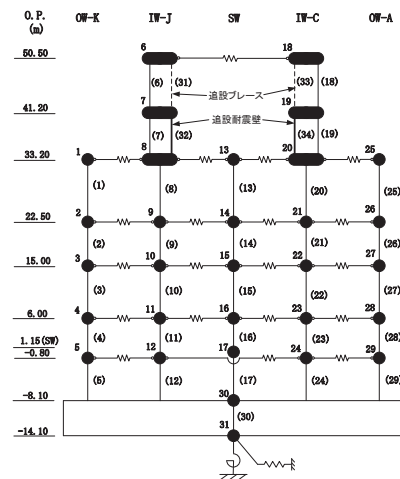 O.P.
(m)
OW-K IW-J SW IW-C OW-A
50.50 6 18
(6) (31) (33) (18)
追設ブレース
41.20 7 19
追設耐震壁
(7) (32) (34) (19)
33.20 1 8 13 20 25
(1) (8) (13) (20) (25)
22.50 2 9 14 21 26
(2) (9) (14) (21) (26)
15.00 3 10 15 22 27
(3) (10) (15) (22) (27)
6.00 4 11 16 23 28
1.15(SW) (4) (11) (16) (23) (28)
-0.80 5 12 17 24 29
(5) (12) (17) (24) (29)
-8.10 30
(30)
-14.10 31